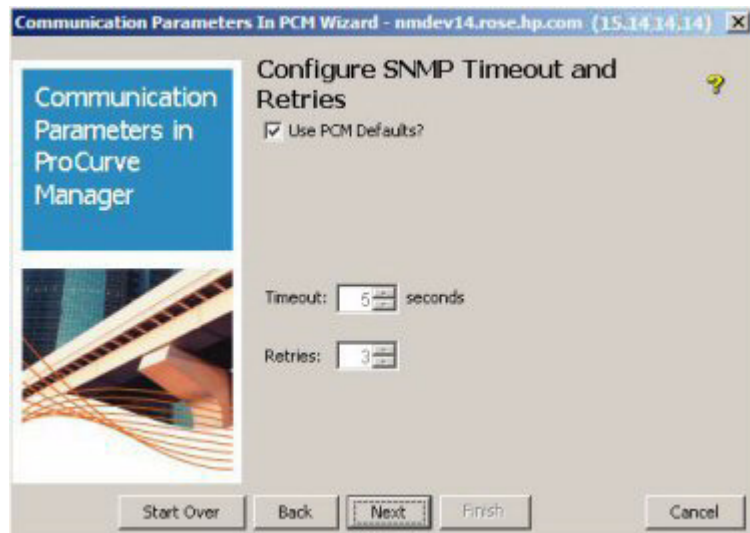 Communication Parameters In PCM Wizard - nmdev14.rose.hp.com (15.14.14.14)
Communication
Parameters in
ProCurve
Manager
Configure SNMP Timeout and
Retries
?
Use PCM Defaults?
Timeout: 5 seconds
Retries: 3
Start Over Back Next Finish Cancel